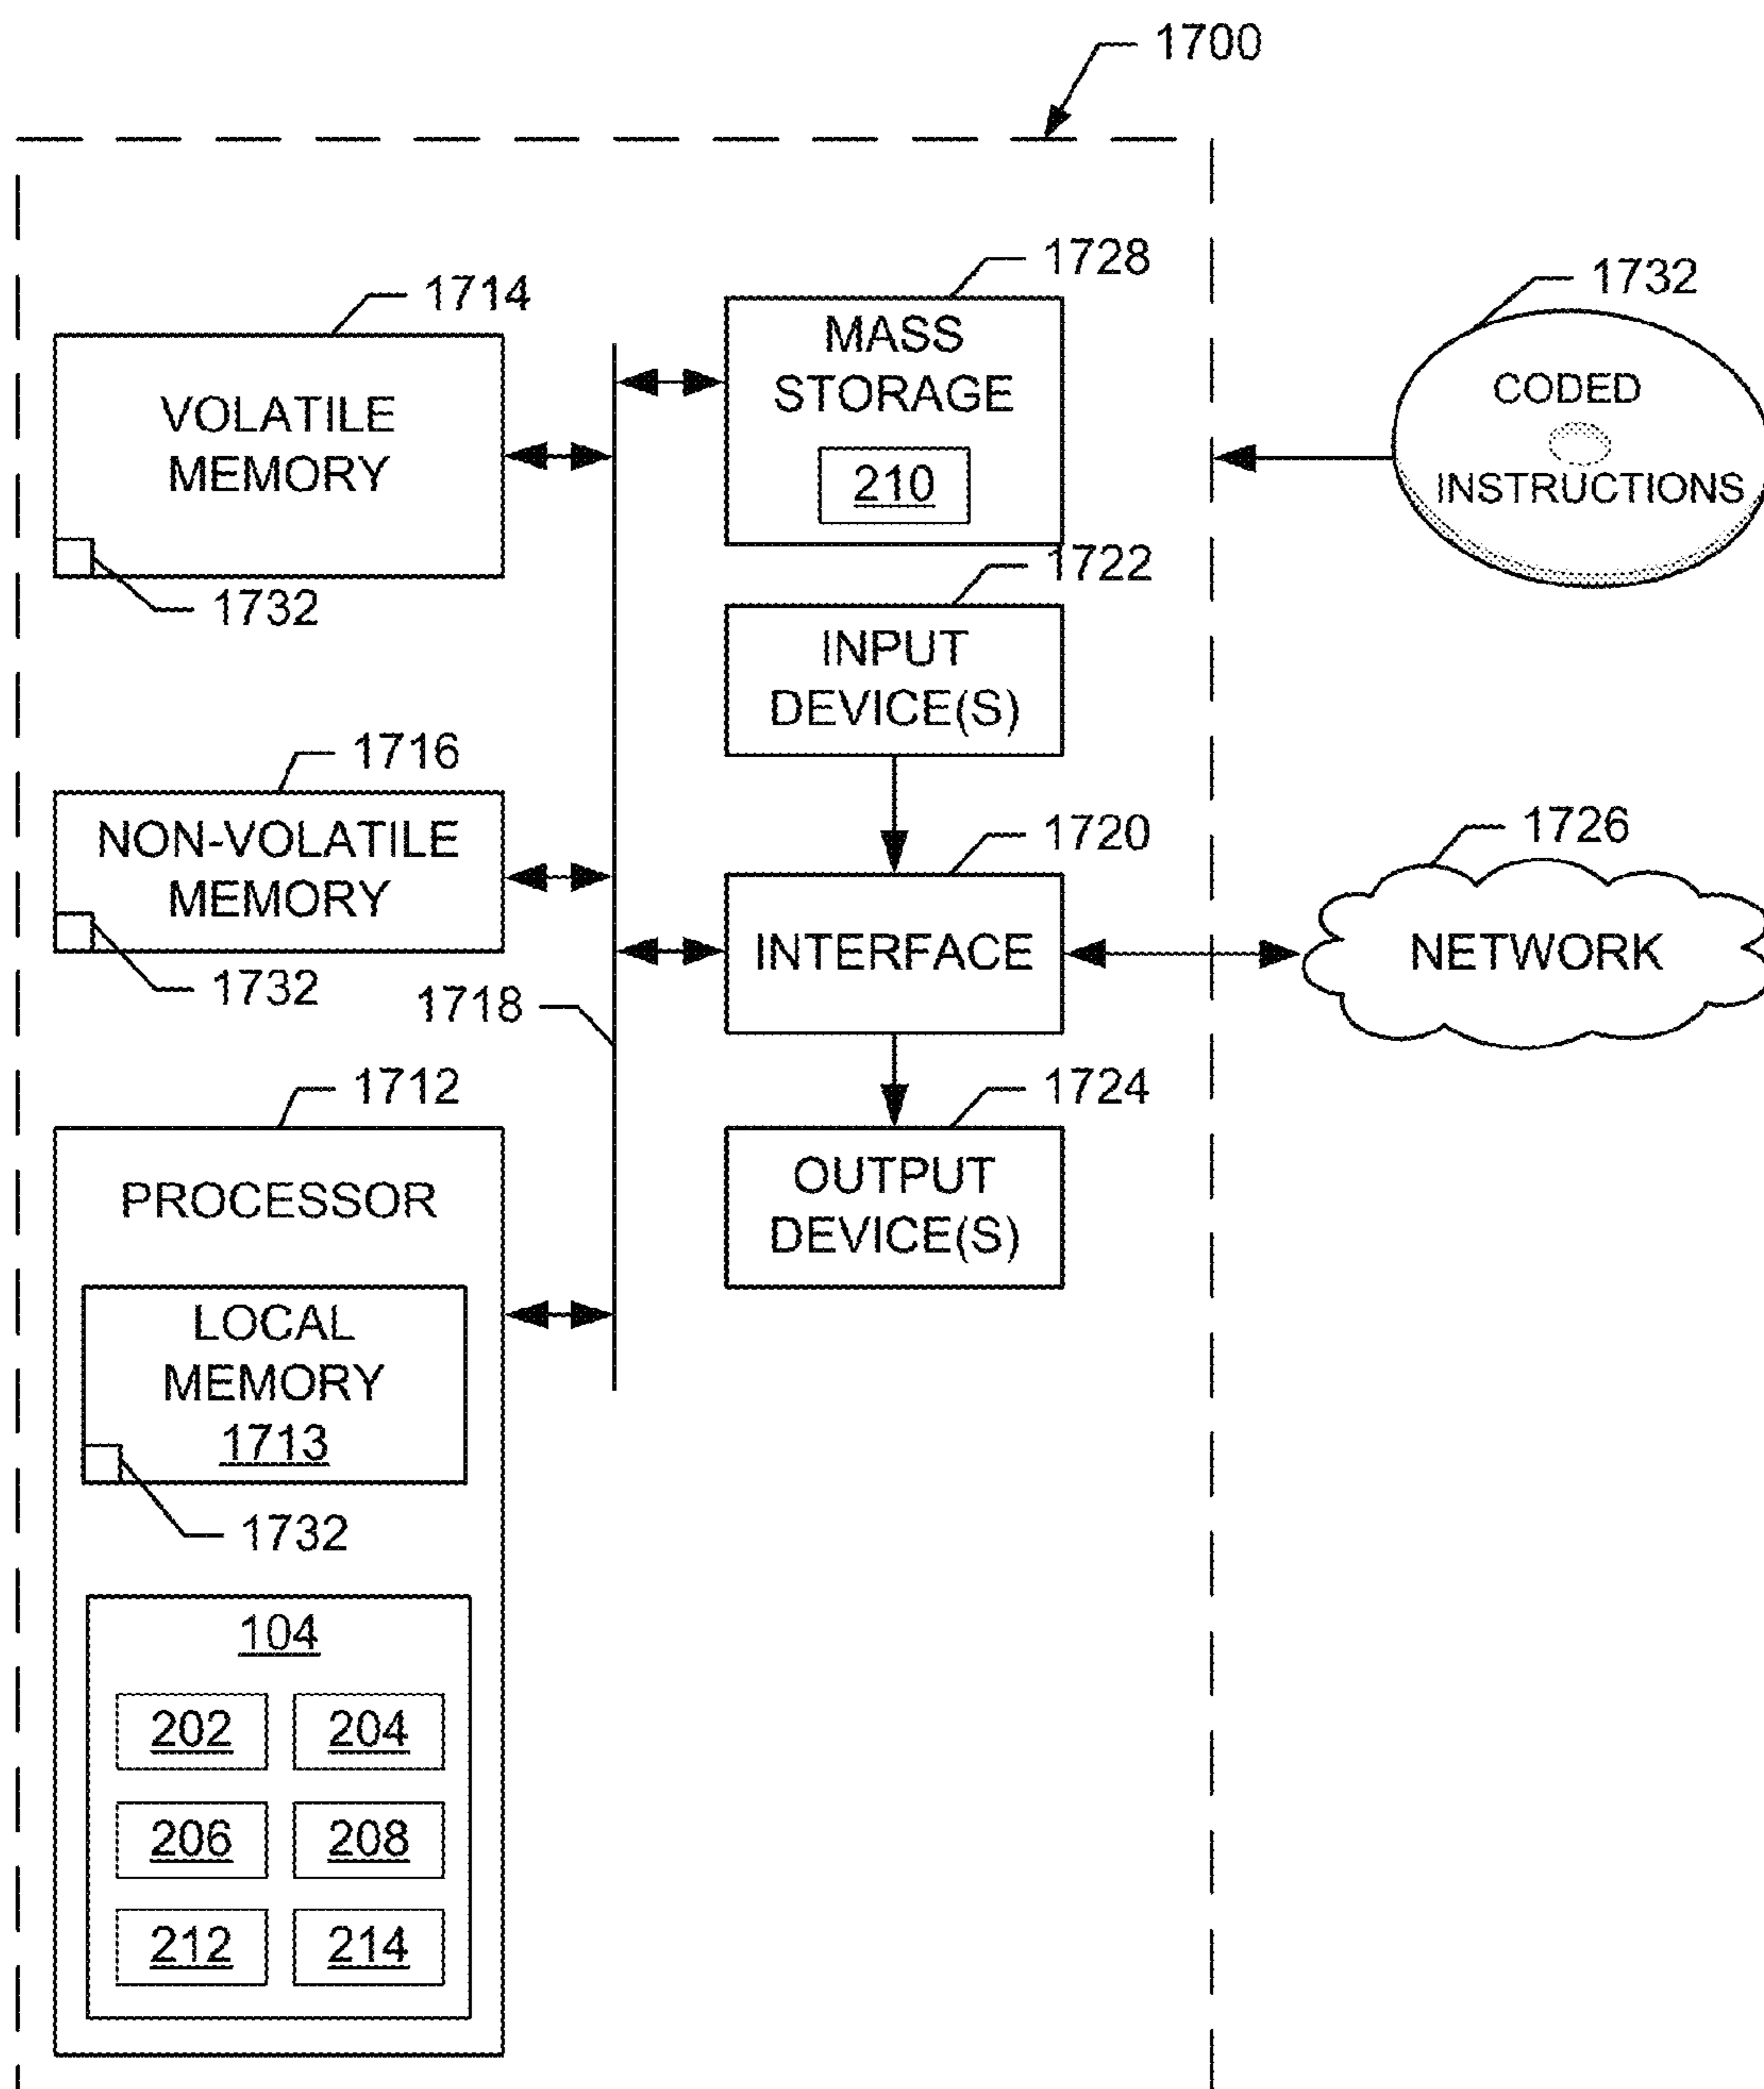 1700
1714
VOLATILE
MEMORY
1732
1728
MASS
STORAGE
210
1732
CODED
INSTRUCTIONS
1722
INPUT
DEVICE(S)
1716
NON-VOLATILE
MEMORY
1732
1718
1720
INTERFACE
1726
NETWORK
1712
PROCESSOR
1724
OUTPUT
DEVICE(S)
LOCAL
MEMORY
1713
1732
104
202 204
206 208
212 214